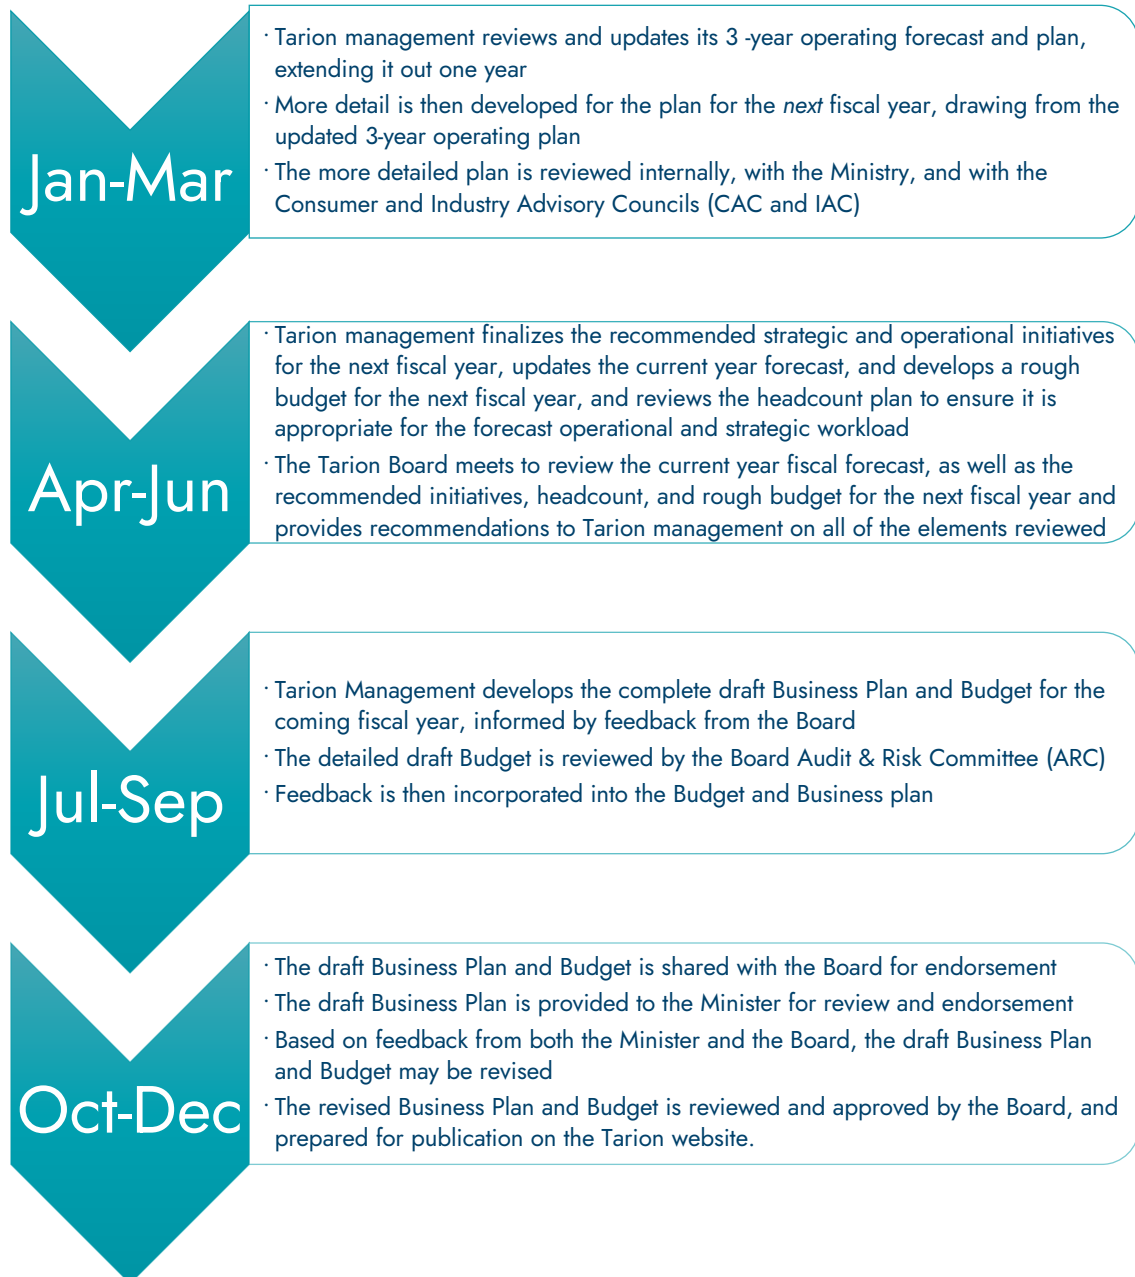 Jan-Mar
· Tarion management reviews and updates its 3 -year operating forecast and plan,
extending it out one year
· More detail is then developed for the plan for the next fiscal year, drawing from the
updated 3-year operating plan
· The more detailed plan is reviewed internally, with the Ministry, and with the
Consumer and Industry Advisory Councils (CAC and IAC)
Apr-Jun
· Tarion management finalizes the recommended strategic and operational initiatives
for the next fiscal year, updates the current year forecast, and develops a rough
budget for the next fiscal year, and reviews the headcount plan to ensure it is
appropriate for the forecast operational and strategic workload
· The Tarion Board meets to review the current year fiscal forecast, as well as the
recommended initiatives, headcount, and rough budget for the next fiscal year and
provides recommendations to Tarion management on all of the elements reviewed
Jul-Sep
· Tarion Management develops the complete draft Business Plan and Budget for the
coming fiscal year, informed by feedback from the Board
· The detailed draft Budget is reviewed by the Board Audit & Risk Committee (ARC)
· Feedback is then incorporated into the Budget and Business plan
Oct-Dec
· The draft Business Plan and Budget is shared with the Board for endorsement
· The draft Business Plan is provided to the Minister for review and endorsement
· Based on feedback from both the Minister and the Board, the draft Business Plan
and Budget may be revised
· The revised Business Plan and Budget is reviewed and approved by the Board, and
prepared for publication on the Tarion website.